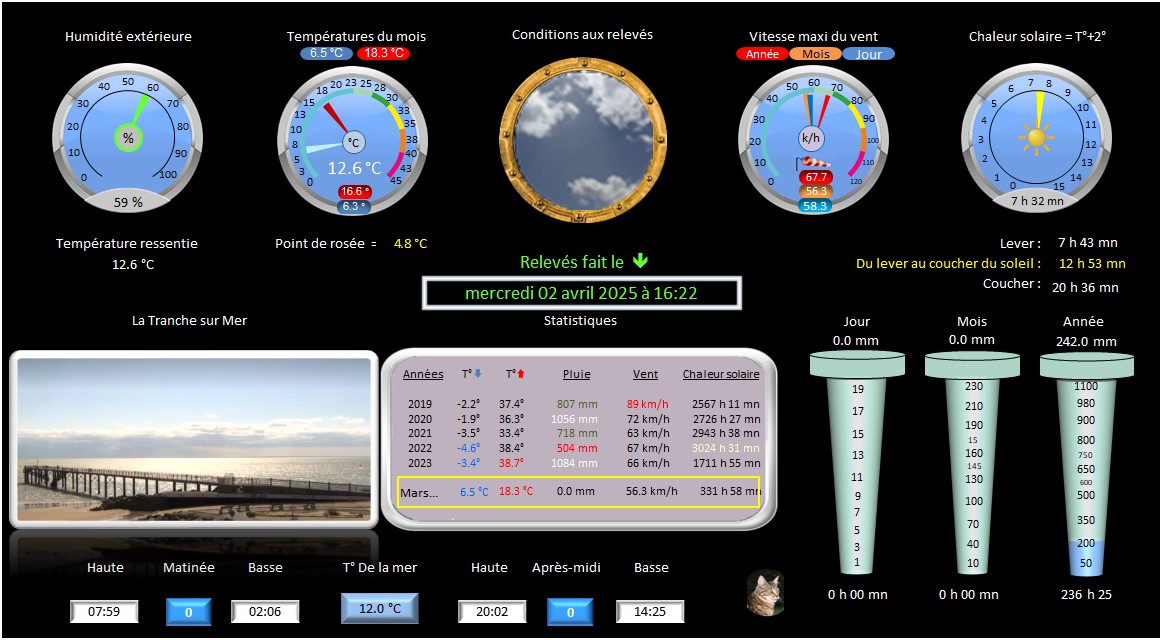 Humidité extérieure
Températures du mois
Conditions aux relevés
Vitesse maxi du vent
Chaleur solaire = T°+2°
6.5 °C 18.3 °C
Année Mois Jour
0 10 20 30 40 50 60 70 80 90 100
%
59 %
0 3 5 8 10 13 15 18 20 23 25 28 30 33 35 38 40 43 45
°C
12.6 °C
16.6 °
6.3 °
0 10 20 30 40 50 60 70 80 90 100 110 120
k/h
67.7
56.3
58.3
0 1 2 3 4 5 6 7 8 9 10 11 12 13 14 15
7 h 32 mn
Température ressentie
12.6 °C
Point de rosée = 4.8 °C
Relevés fait le
mercredi 02 avril 2025 à 16:22
Lever : 7 h 43 mn
Du lever au coucher du soleil : 12 h 53 mn
Coucher : 20 h 36 mn
La Tranche sur Mer
Statistiques
Années T° T° Pluie Vent Chaleur solaire
2019 -2.2° 37.4° 807 mm 89 km/h 2567 h 11 mn
2020 -1.9° 36.3° 1056 mm 72 km/h 2726 h 27 mn
2021 -3.5° 33.4° 718 mm 63 km/h 2943 h 38 mn
2022 -4.6° 38.4° 504 mm 67 km/h 3024 h 31 mn
2023 -3.4° 38.7° 1084 mm 66 km/h 1711 h 55 mn
Mars... 6.5 °C 18.3 °C 0.0 mm 56.3 km/h 331 h 58 mn
Jour
0.0 mm
19
17
15
13
11
9
7
5
3
1
0 h 00 mn
Mois
0.0 mm
230
210
190
15
160
145
130
100
70
40
10
0 h 00 mn
Année
242.0 mm
1100
980
900
800
750
650
600
500
350
200
50
236 h 25
Haute Matinée Basse T° De la mer Haute Après-midi Basse
07:59 0 02:06 12.0 °C 20:02 0 14:25